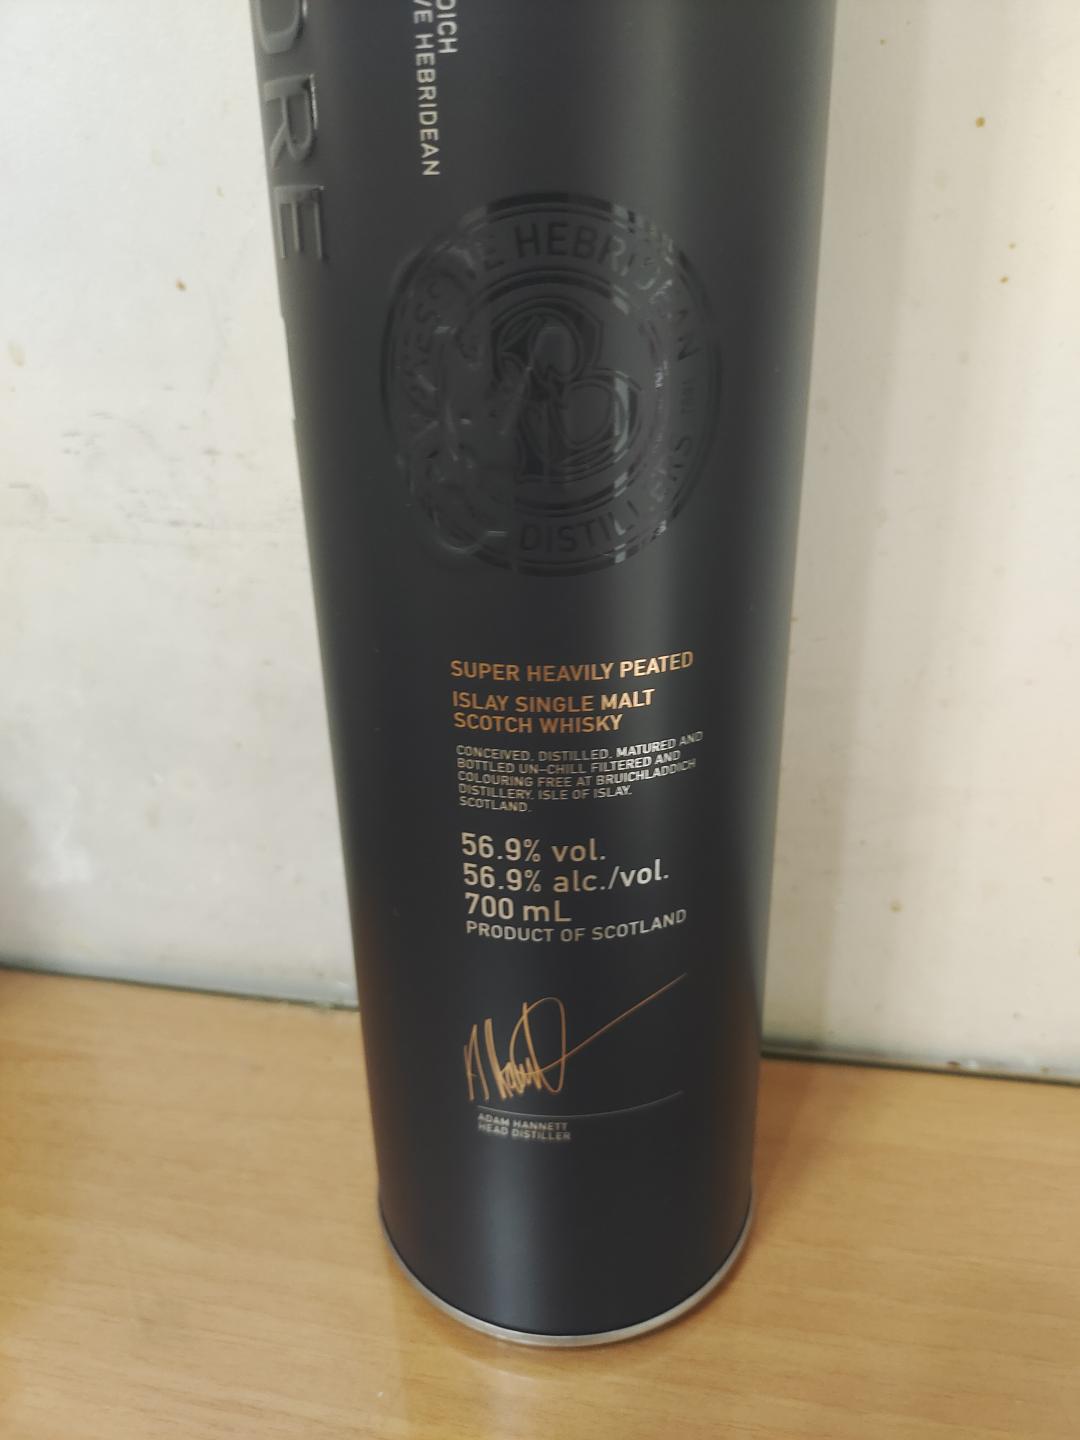 DRE
DICH
VE HEBRIDEAN
HEBRIDEAN
DISTILLERS
TM
SUPER HEAVILY PEATED
ISLAY SINGLE MALT
SCOTCH WHISKY
CONCEIVED, DISTILLED, MATURED AND
BOTTLED UN-CHILL FILTERED AND
COLOURING FREE AT BRUICHLADDICH
DISTILLERY, ISLE OF ISLAY,
SCOTLAND.
56.9% vol.
56.9% alc./vol.
700 mL
PRODUCT OF SCOTLAND
ADAM HANNETT
HEAD DISTILLER